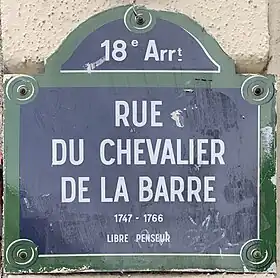 18e Arrt
RUE
DU CHEVALIER
DE LA BARRE
1747 - 1766
LIBRE PENSEUR